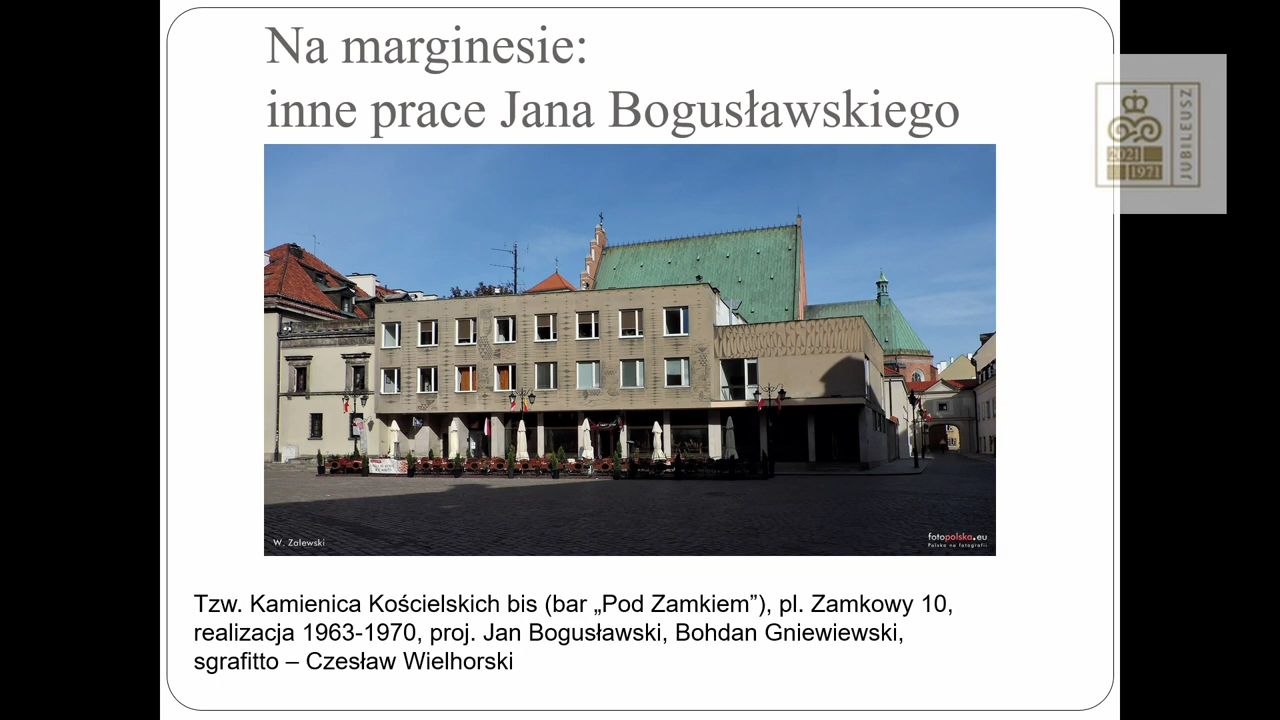 Na marginesie:
inne prace Jana Bogusławskiego
2021
1971
JUBILEUSZ
W. Zalewski
fotopolska.eu
Polska na fotografii
Tzw. Kamienica Kościelskich bis (bar „Pod Zamkiem”), pl. Zamkowy 10,
realizacja 1963-1970, proj. Jan Bogusławski, Bohdan Gniewiewski,
sgrafitto – Czesław Wielhorski